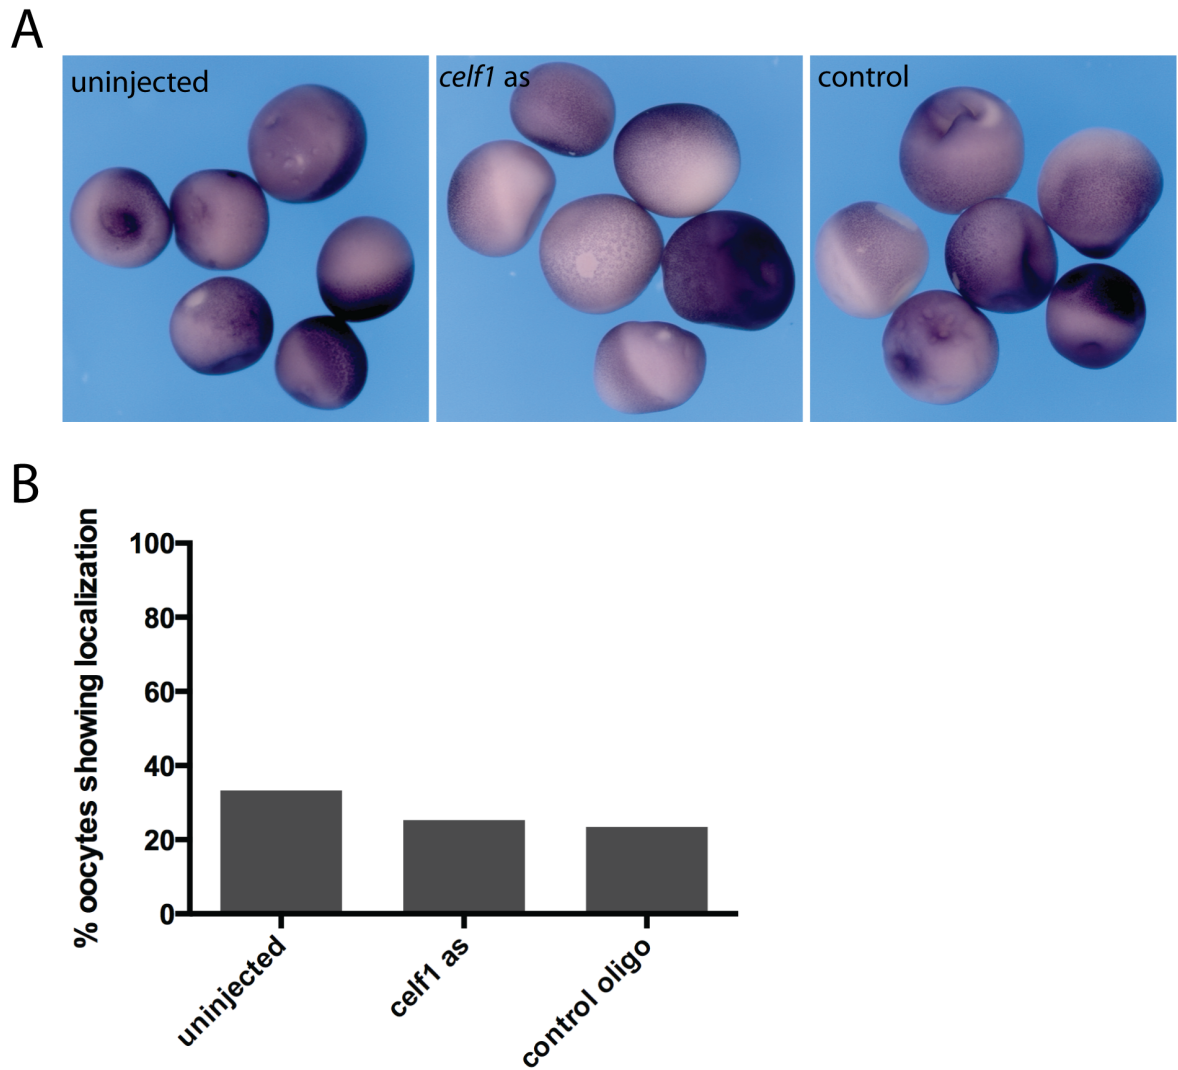 A
uninjected
celf1 as
control
B
% oocytes showing localization
100
80
60
40
20
0
uninjected
celf1 as
control oligo